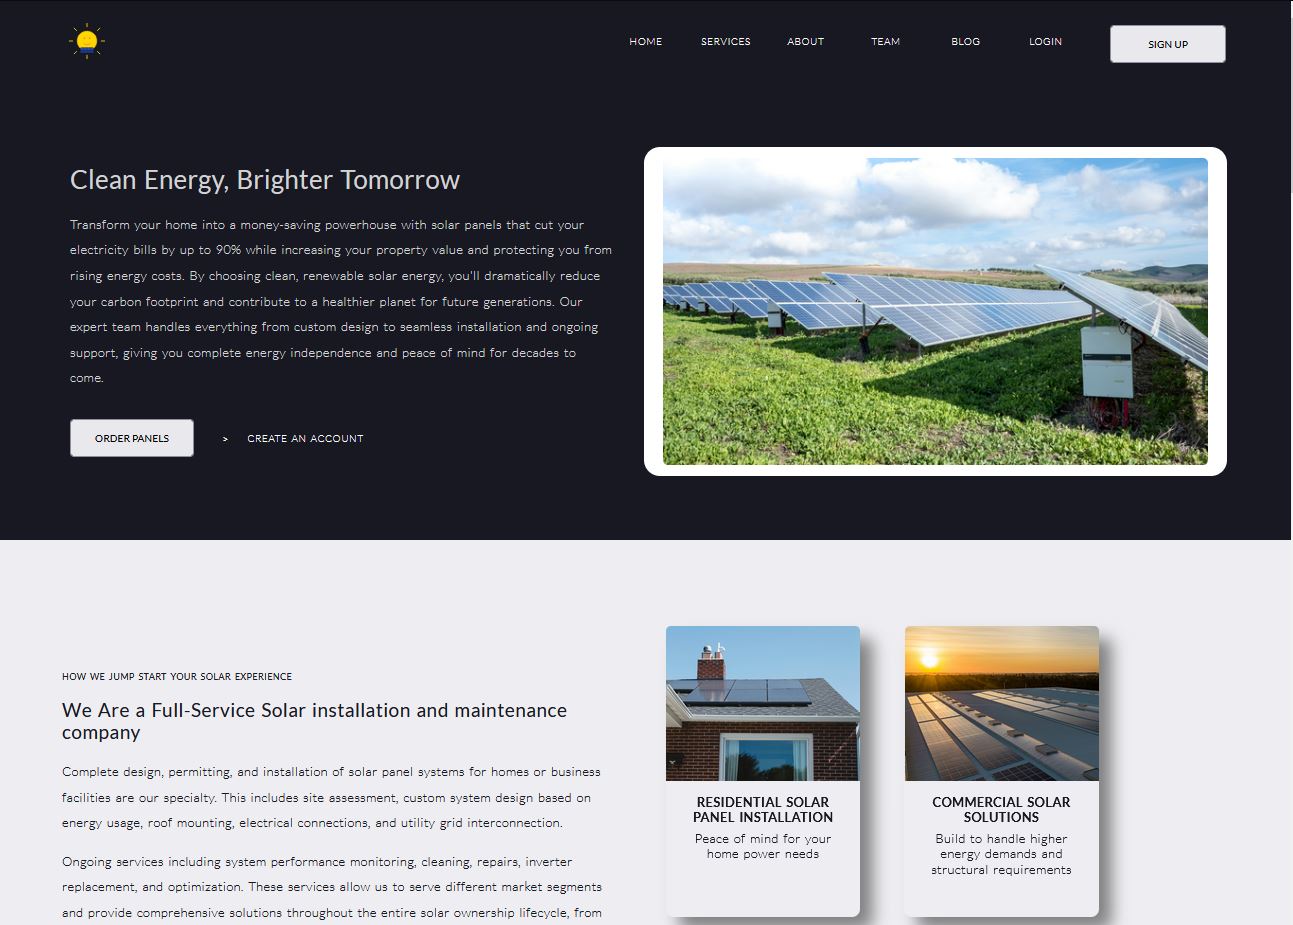 HOME SERVICES ABOUT TEAM BLOG LOGIN SIGN UP
Clean Energy, Brighter Tomorrow
Transform your home into a money-saving powerhouse with solar panels that cut your
electricity bills by up to 90% while increasing your property value and protecting you from
rising energy costs. By choosing clean, renewable solar energy, you'll dramatically reduce
your carbon footprint and contribute to a healthier planet for future generations. Our
expert team handles everything from custom design to seamless installation and ongoing
support, giving you complete energy independence and peace of mind for decades to
come.
ORDER PANELS > CREATE AN ACCOUNT
HOW WE JUMP START YOUR SOLAR EXPERIENCE
We Are a Full-Service Solar installation and maintenance
company
Complete design, permitting, and installation of solar panel systems for homes or business
facilities are our specialty. This includes site assessment, custom system design based on
energy usage, roof mounting, electrical connections, and utility grid interconnection.
Ongoing services including system performance monitoring, cleaning, repairs, inverter
replacement, and optimization. These services allow us to serve different market segments
and provide comprehensive solutions throughout the entire solar ownership lifecycle, from
RESIDENTIAL SOLAR
PANEL INSTALLATION
Peace of mind for your
home power needs
COMMERCIAL SOLAR
SOLUTIONS
Build to handle higher
energy demands and
structural requirements